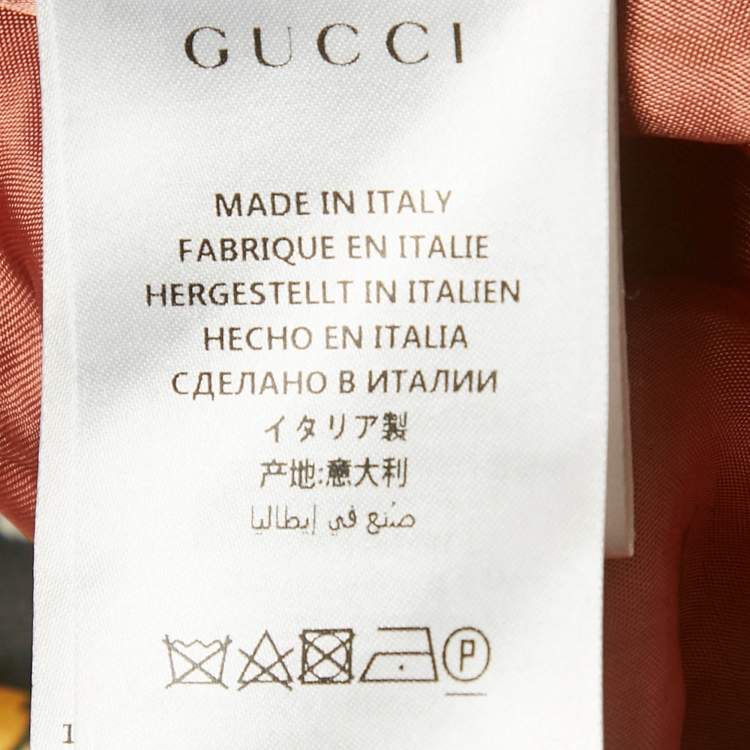 GUCCI
MADE IN ITALY
FABRIQUE EN ITALIE
HERGESTELLT IN ITALIEN
HECHO EN ITALIA
СДЕЛАНО В ИТАЛИИ
イタリア製
产地:意大利
صُنع في إيطاليا
P
1